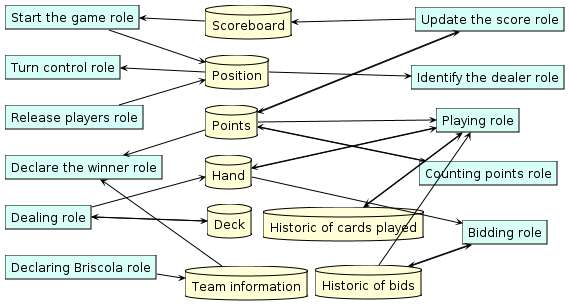 Start the game role
Scoreboard
Update the score role
Turn control role
Position
Identify the dealer role
Release players role
Points
Playing role
Declare the winner role
Hand
Counting points role
Dealing role
Deck
Historic of cards played
Bidding role
Declaring Briscola role
Team information
Historic of bids